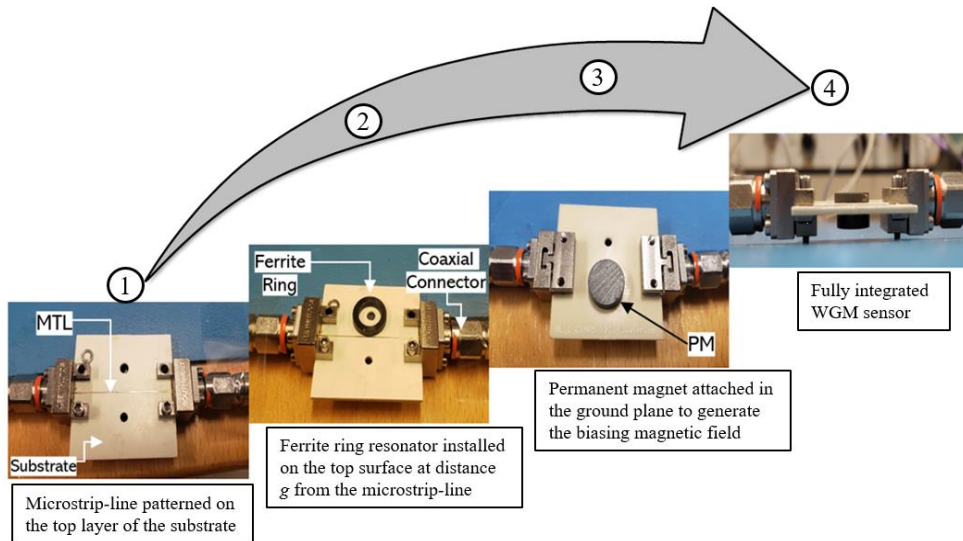 1
2
3
4
MTL
Substrate
Microstrip-line patterned on
the top layer of the substrate
Ferrite
Ring
Coaxial
Connector
Ferrite ring resonator installed
on the top surface at distance
g from the microstrip-line
PM
Permanent magnet attached in
the ground plane to generate
the biasing magnetic field
Fully integrated
WGM sensor